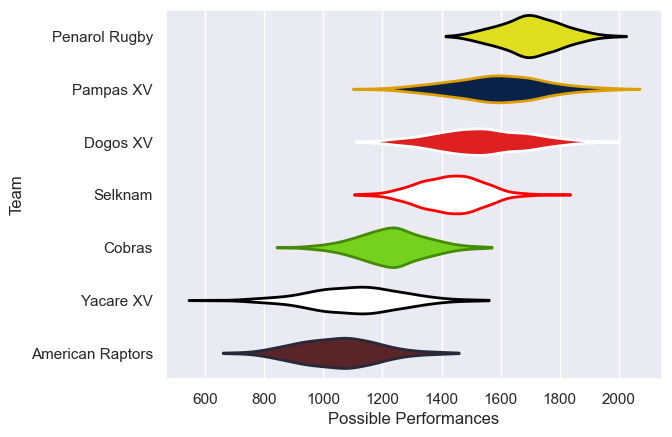 Penarol Rugby
Pampas XV
Dogos XV
Selknam
Cobras
Yacare XV
American Raptors
Team
600 800 1000 1200 1400 1600 1800 2000
Possible Performances